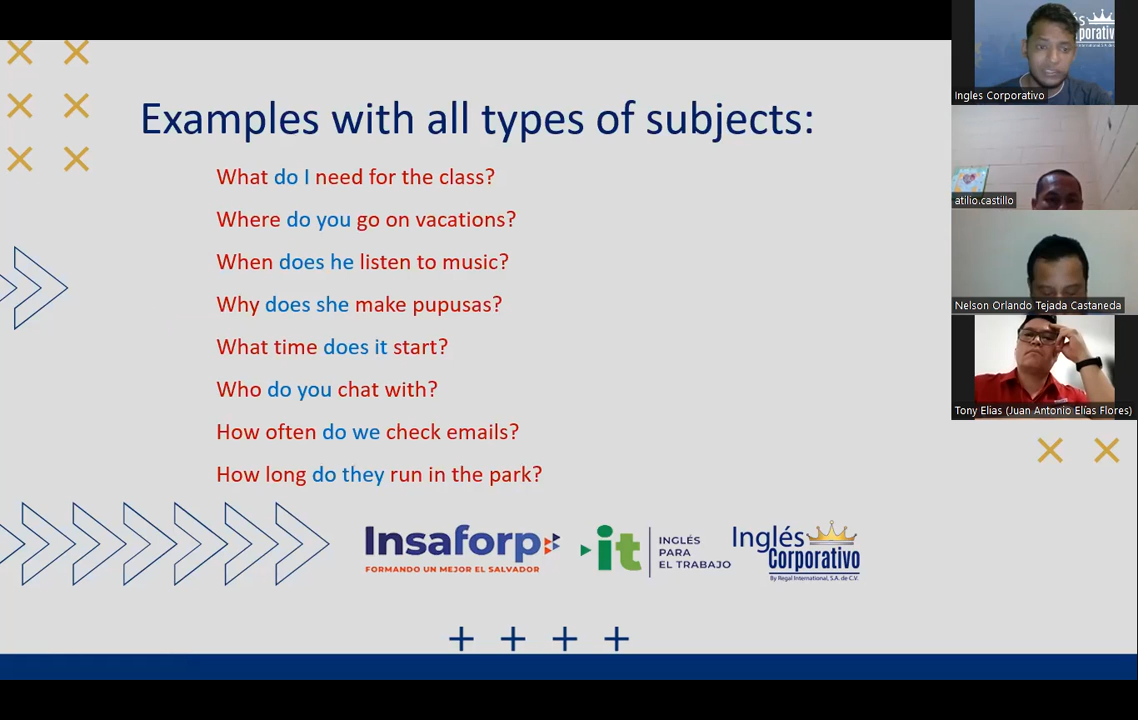 Examples with all types of subjects:
What do I need for the class?
Where do you go on vacations?
When does he listen to music?
Why does she make pupusas?
What time does it start?
Who do you chat with?
How often do we check emails?
How long do they run in the park?
Insaforp
FORMANDO UN MEJOR EL SALVADOR
it
INGLÉS
PARA
EL TRABAJO
Inglés
Corporativo
By Regal International, S.A. de C.V.
Ingles Corporativo
atilio.castillo
Nelson Orlando Tejada Castaneda
Tony Elias (Juan Antonio Elías Flores)